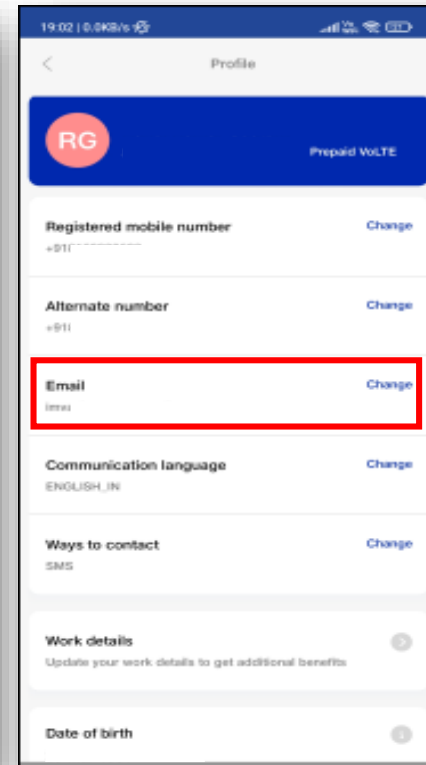 19:02 | 0.0KB/s
Profile
RG
Prepaid VoLTE
Registered mobile number
Change
+91
Alternate number
Change
+91
Email
Change
Communication language
Change
ENGLISH_IN
Ways to contact
Change
SMS
Work details
Update your work details to get additional benefits
Date of birth